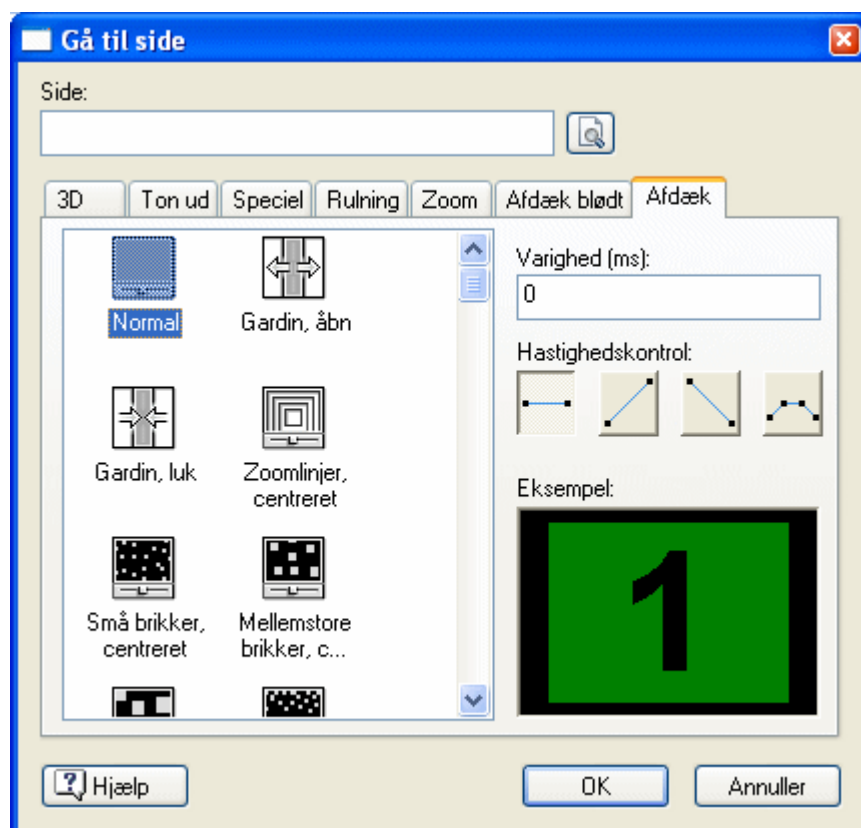 Gå til side
Side:
3D Ton ud Speciel Rulning Zoom Afdæk blødt Afdæk
Normal
Gardin, åbn
Gardin, luk
Zoomlinjer,
centreret
Små brikker,
centreret
Mellemstore
brikker, c...
Varighed (ms):
0
Hastighedskontrol:
Eksempel:
1
Hjælp
OK
Annuller